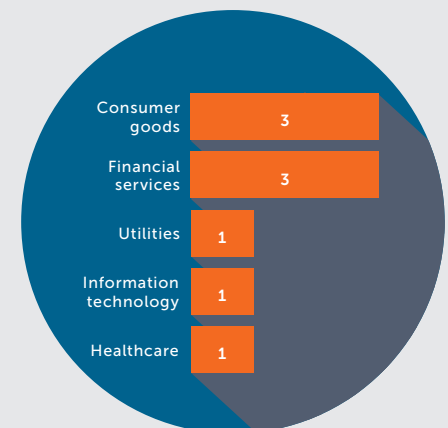 Consumer
goods
3
Financial
services
3
Utilities
1
Information
technology
1
Healthcare
1